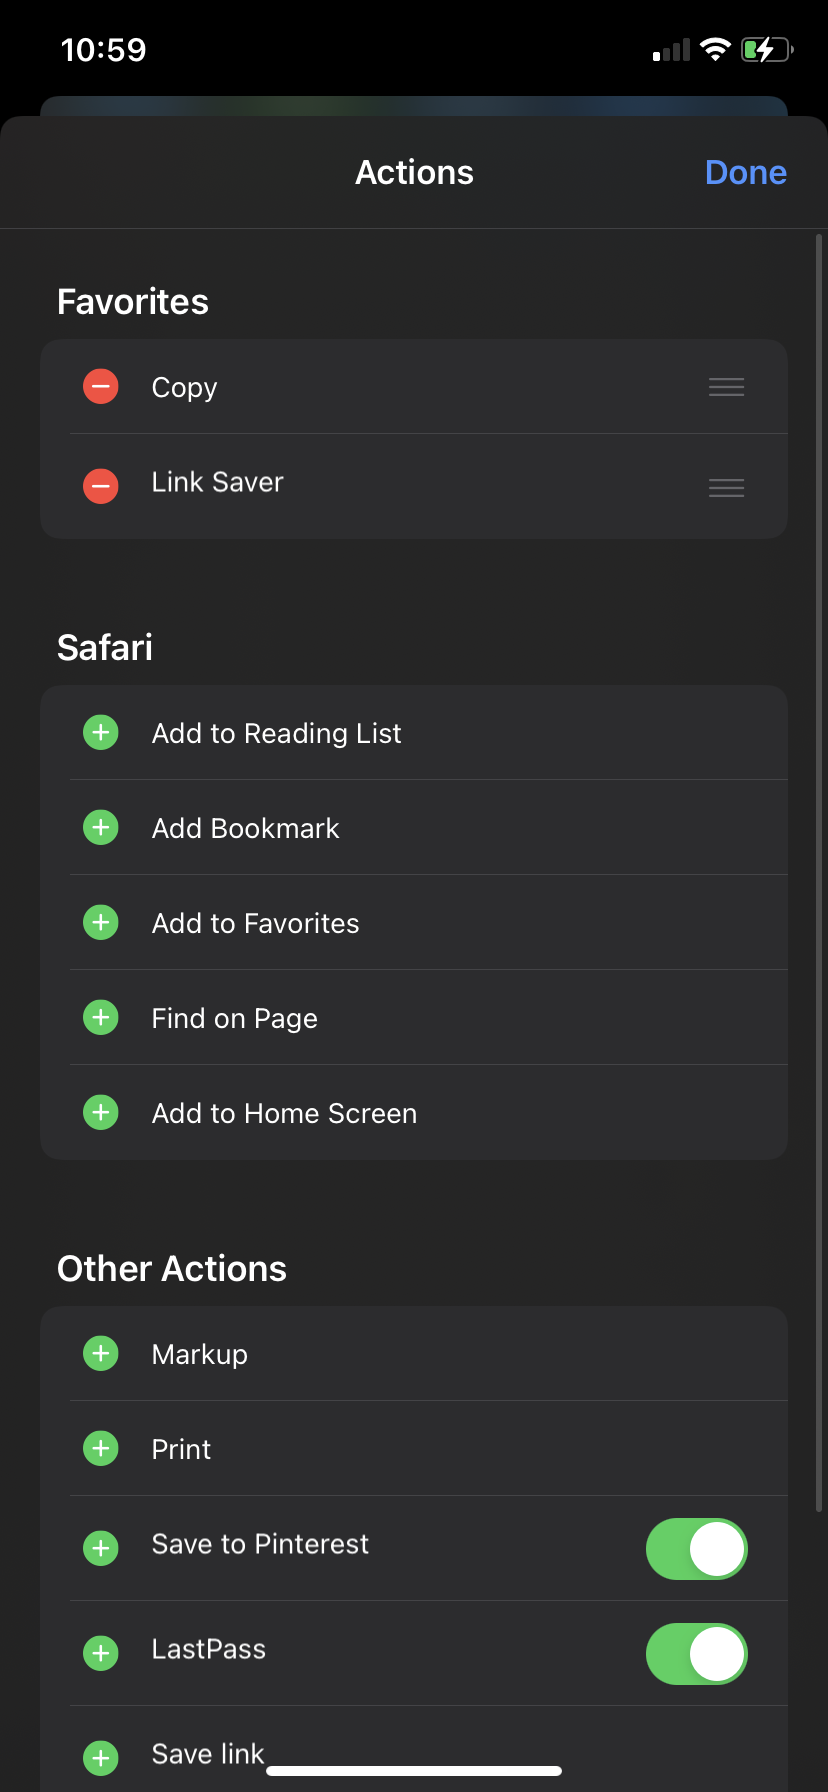 10:59
Actions
Done
Favorites
Copy
Link Saver
Safari
Add to Reading List
Add Bookmark
Add to Favorites
Find on Page
Add to Home Screen
Other Actions
Markup
Print
Save to Pinterest
LastPass
Save link